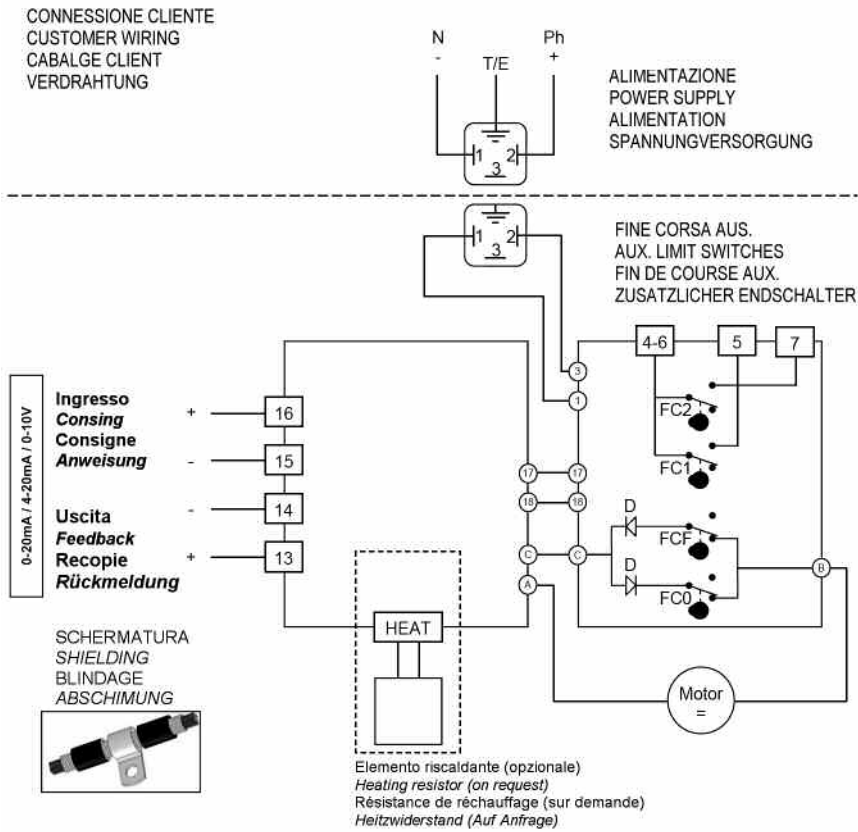 CONNESSIONE CLIENTE
CUSTOMER WIRING
CABALGE CLIENT
VERDRAHTUNG
N
-
T/E
Ph
+
ALIMENTAZIONE
POWER SUPPLY
ALIMENTATION
SPANNUNGVERSORGUNG
1 2
3
1 2
3
FINE CORSA AUS.
AUX. LIMIT SWITCHES
FIN DE COURSE AUX.
ZUSATZLICHER ENDSCHALTER
4-6 5 7
3
1
FC2
FC1
17 17
18 18
C C
A
D
D
FCF
FC0
B
0-20mA / 4-20mA / 0-10V
Ingresso
Consing
Consigne
Anweisung
+ 16
- 15
Uscita
Feedback
Recopie
Rückmeldung
- 14
+ 13
HEAT
Motor
=
SCHERMATURA
SHIELDING
BLINDAGE
ABSCHIMUNG
Elemento riscaldante (opzionale)
Heating resistor (on request)
Résistance de réchauffage (sur demande)
Heitzwiderstand (Auf Anfrage)